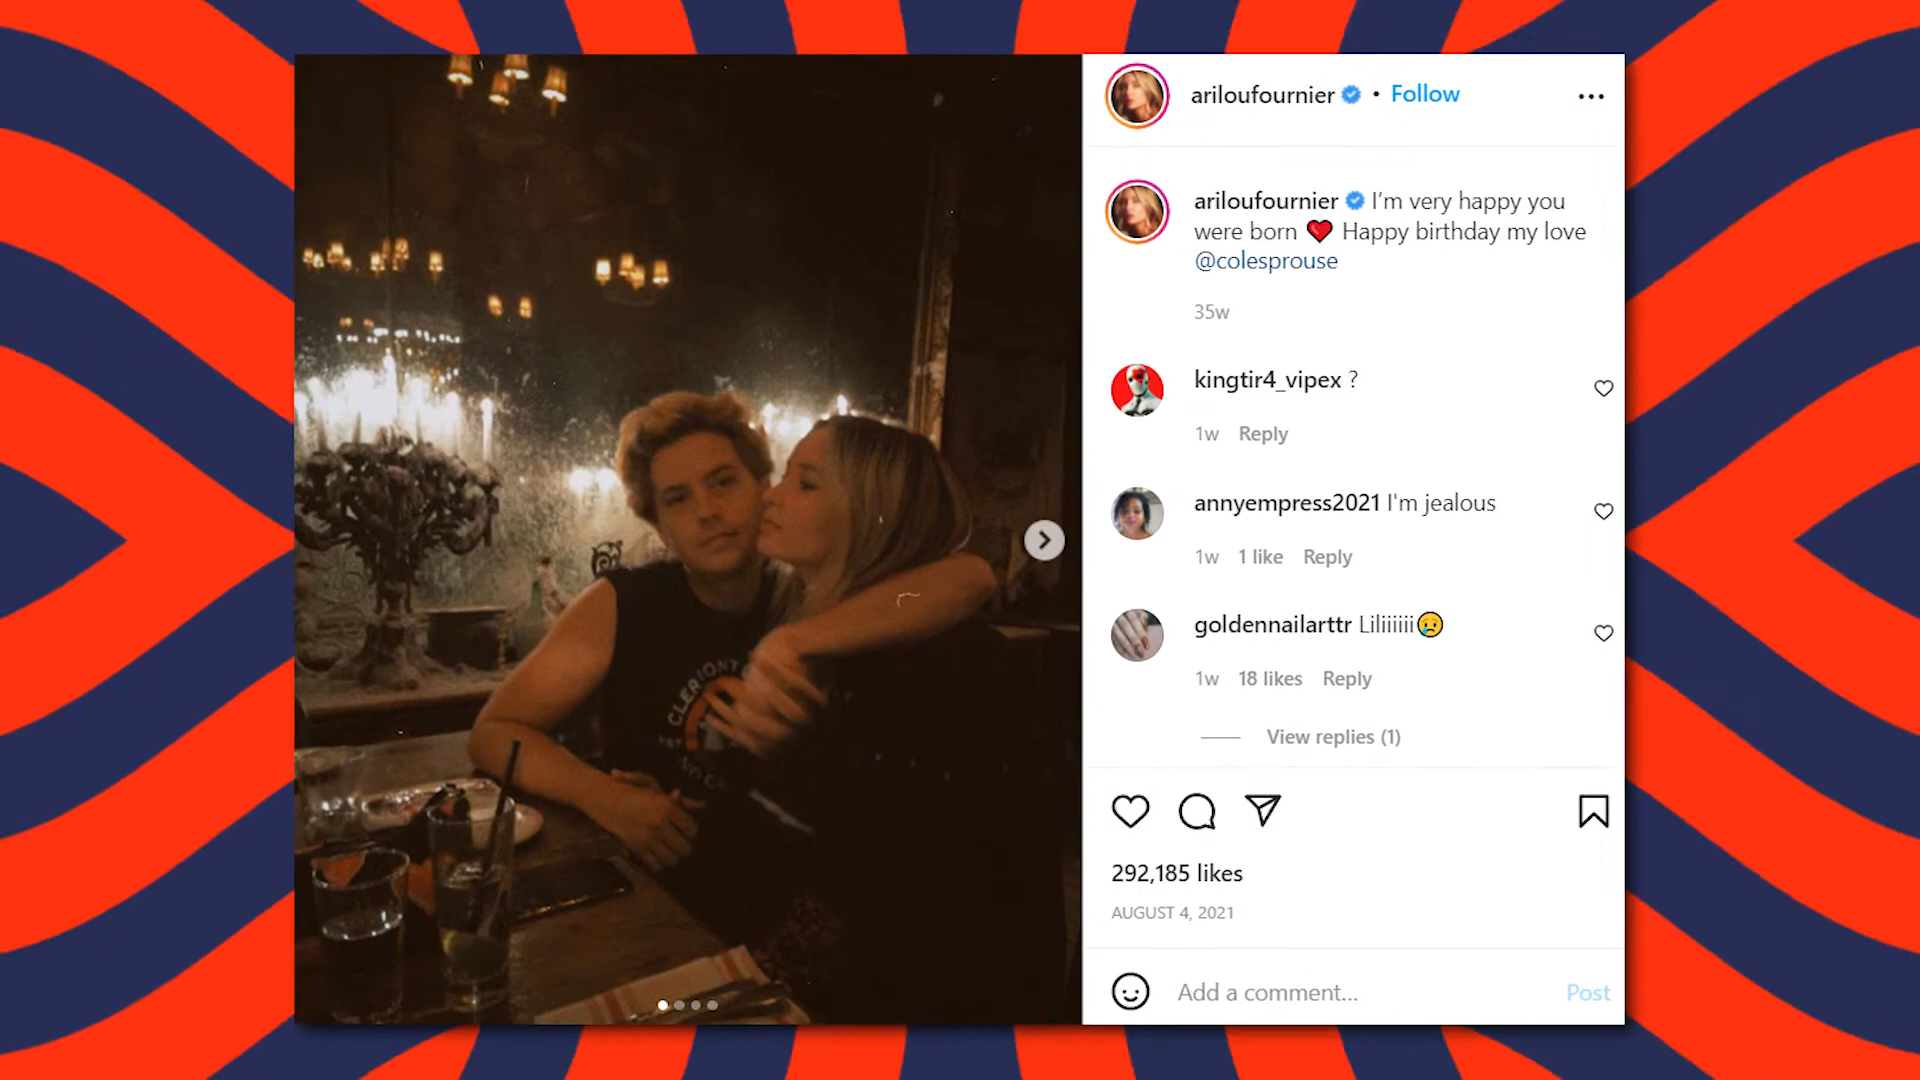 ariloufournier • Follow
ariloufournier I’m very happy you
were born ❤️ Happy birthday my love
@colesprouse
35w
kingtir4_vipex ?
1w Reply
annyempress2021 I'm jealous
1w 1 like Reply
goldennailarttr Liliiiiii😢
1w 18 likes Reply
View replies (1)
292,185 likes
AUGUST 4, 2021
Add a comment... Post
CLERMONT